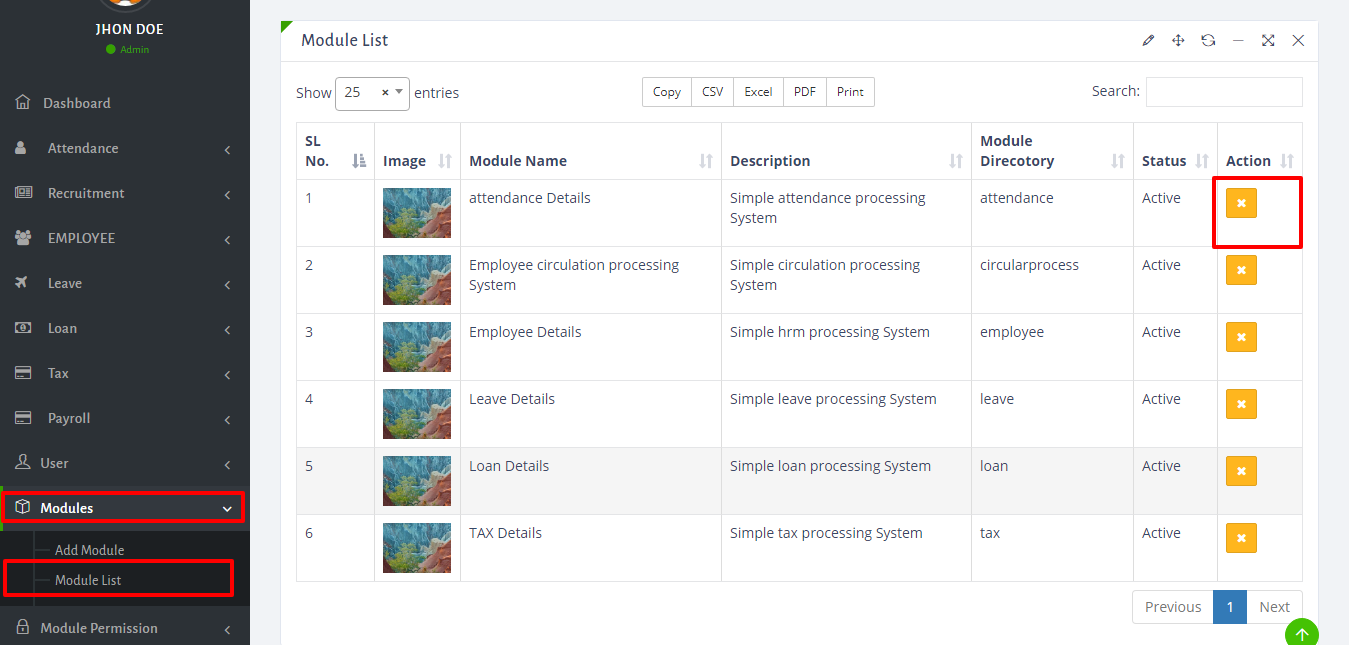 JHON DOE
Admin
Dashboard
Attendance
Recruitment
EMPLOYEE
Leave
Loan
Tax
Payroll
User
Modules
Add Module
Module List
Module Permission
Module List
Show 25 × entries
Copy CSV Excel PDF Print
Search:
SL No. Image Module Name Description Module Direcotory Status Action
1 attendance Details Simple attendance processing System attendance Active
2 Employee circulation processing System Simple circulation processing System circularprocess Active
3 Employee Details Simple hrm processing System employee Active
4 Leave Details Simple leave processing System leave Active
5 Loan Details Simple loan processing System loan Active
6 TAX Details Simple tax processing System tax Active
Previous 1 Next